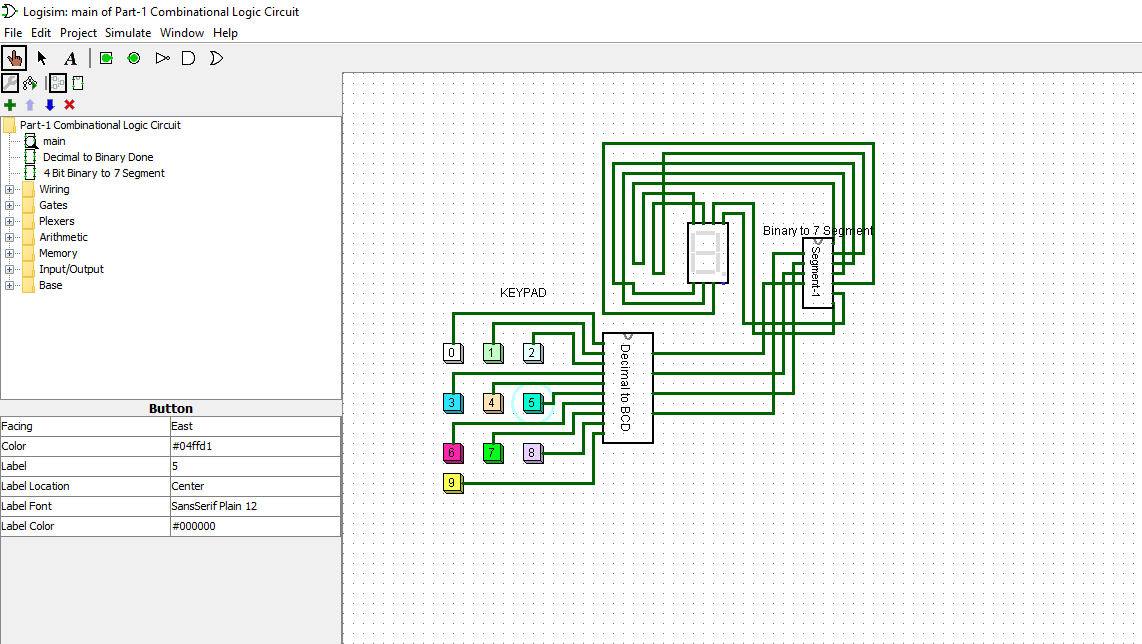 Logisim: main of Part-1 Combinational Logic Circuit
File Edit Project Simulate Window Help
A
Part-1 Combinational Logic Circuit
main
Decimal to Binary Done
4 Bit Binary to 7 Segment
Wiring
Gates
Plexers
Arithmetic
Memory
Input/Output
Base
Button
Facing East
Color #04ffd1
Label 5
Label Location Center
Label Font SansSerif Plain 12
Label Color #000000
Binary to 7 Segment
Segment-1
KEYPAD
0 1 2
3 4 5
6 7 8
9
Decimal to BCD